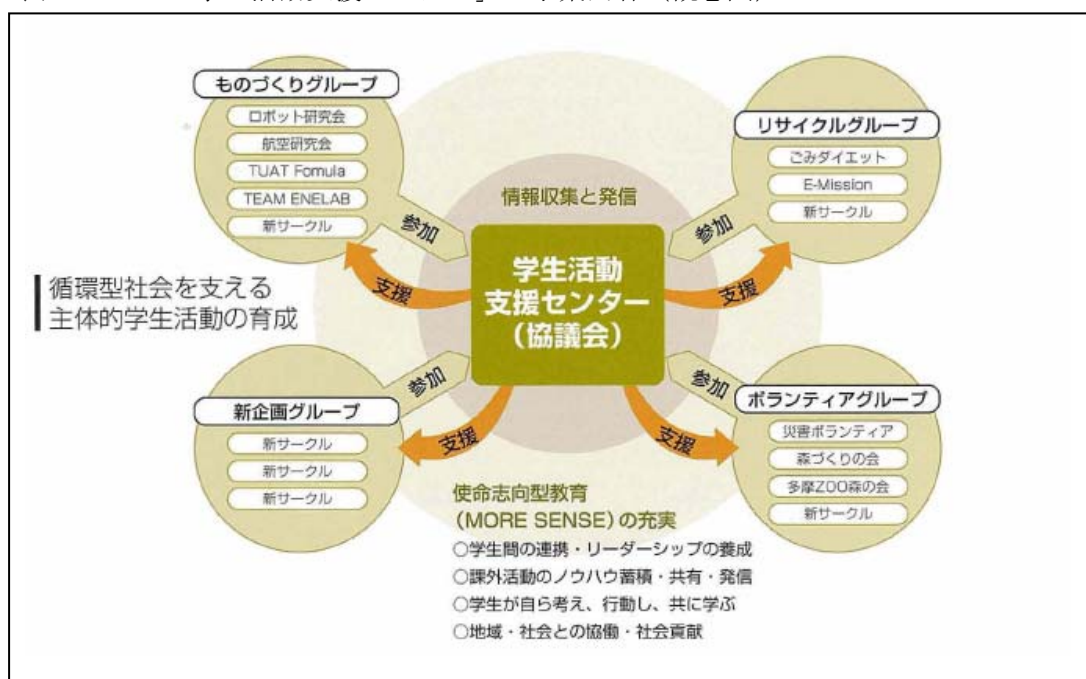 ものづくりグループ
ロボット研究会
航空研究会
TUAT Fomula
TEAM ENELAB
新サークル
参加
支援
リサイクルグループ
ごみダイエット
E-Mission
新サークル
参加
支援
情報収集と発信
学生活動
支援センター
(協議会)
循環型社会を支える
主体的学生活動の育成
新企画グループ
新サークル
新サークル
新サークル
参加
支援
ボランティアグループ
災害ボランティア
森づくりの会
多摩ZOO森の会
新サークル
参加
支援
使命志向型教育
(MORE SENSE)の充実
○学生間の連携・リーダーシップの養成
○課外活動のノウハウ蓄積・共有・発信
○学生が自ら考え、行動し、共に学ぶ
○地域・社会との協働・社会貢献